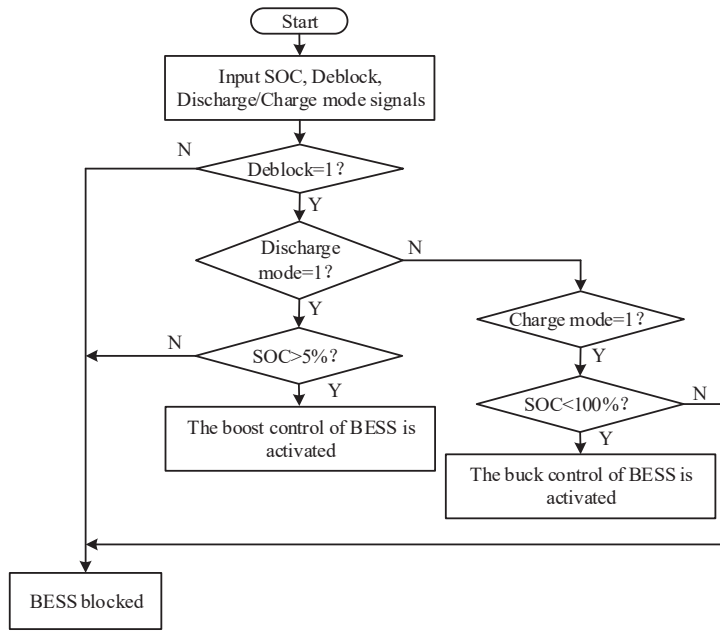 Start
Input SOC, Deblock,
Discharge/Charge mode signals
N
Deblock=1?
Y
Discharge
mode=1?
N
Y
Charge mode=1?
N
SOC>5%?
Y
Y
SOC<100%?
N
The boost control of BESS is
activated
Y
The buck control of BESS is
activated
BESS blocked